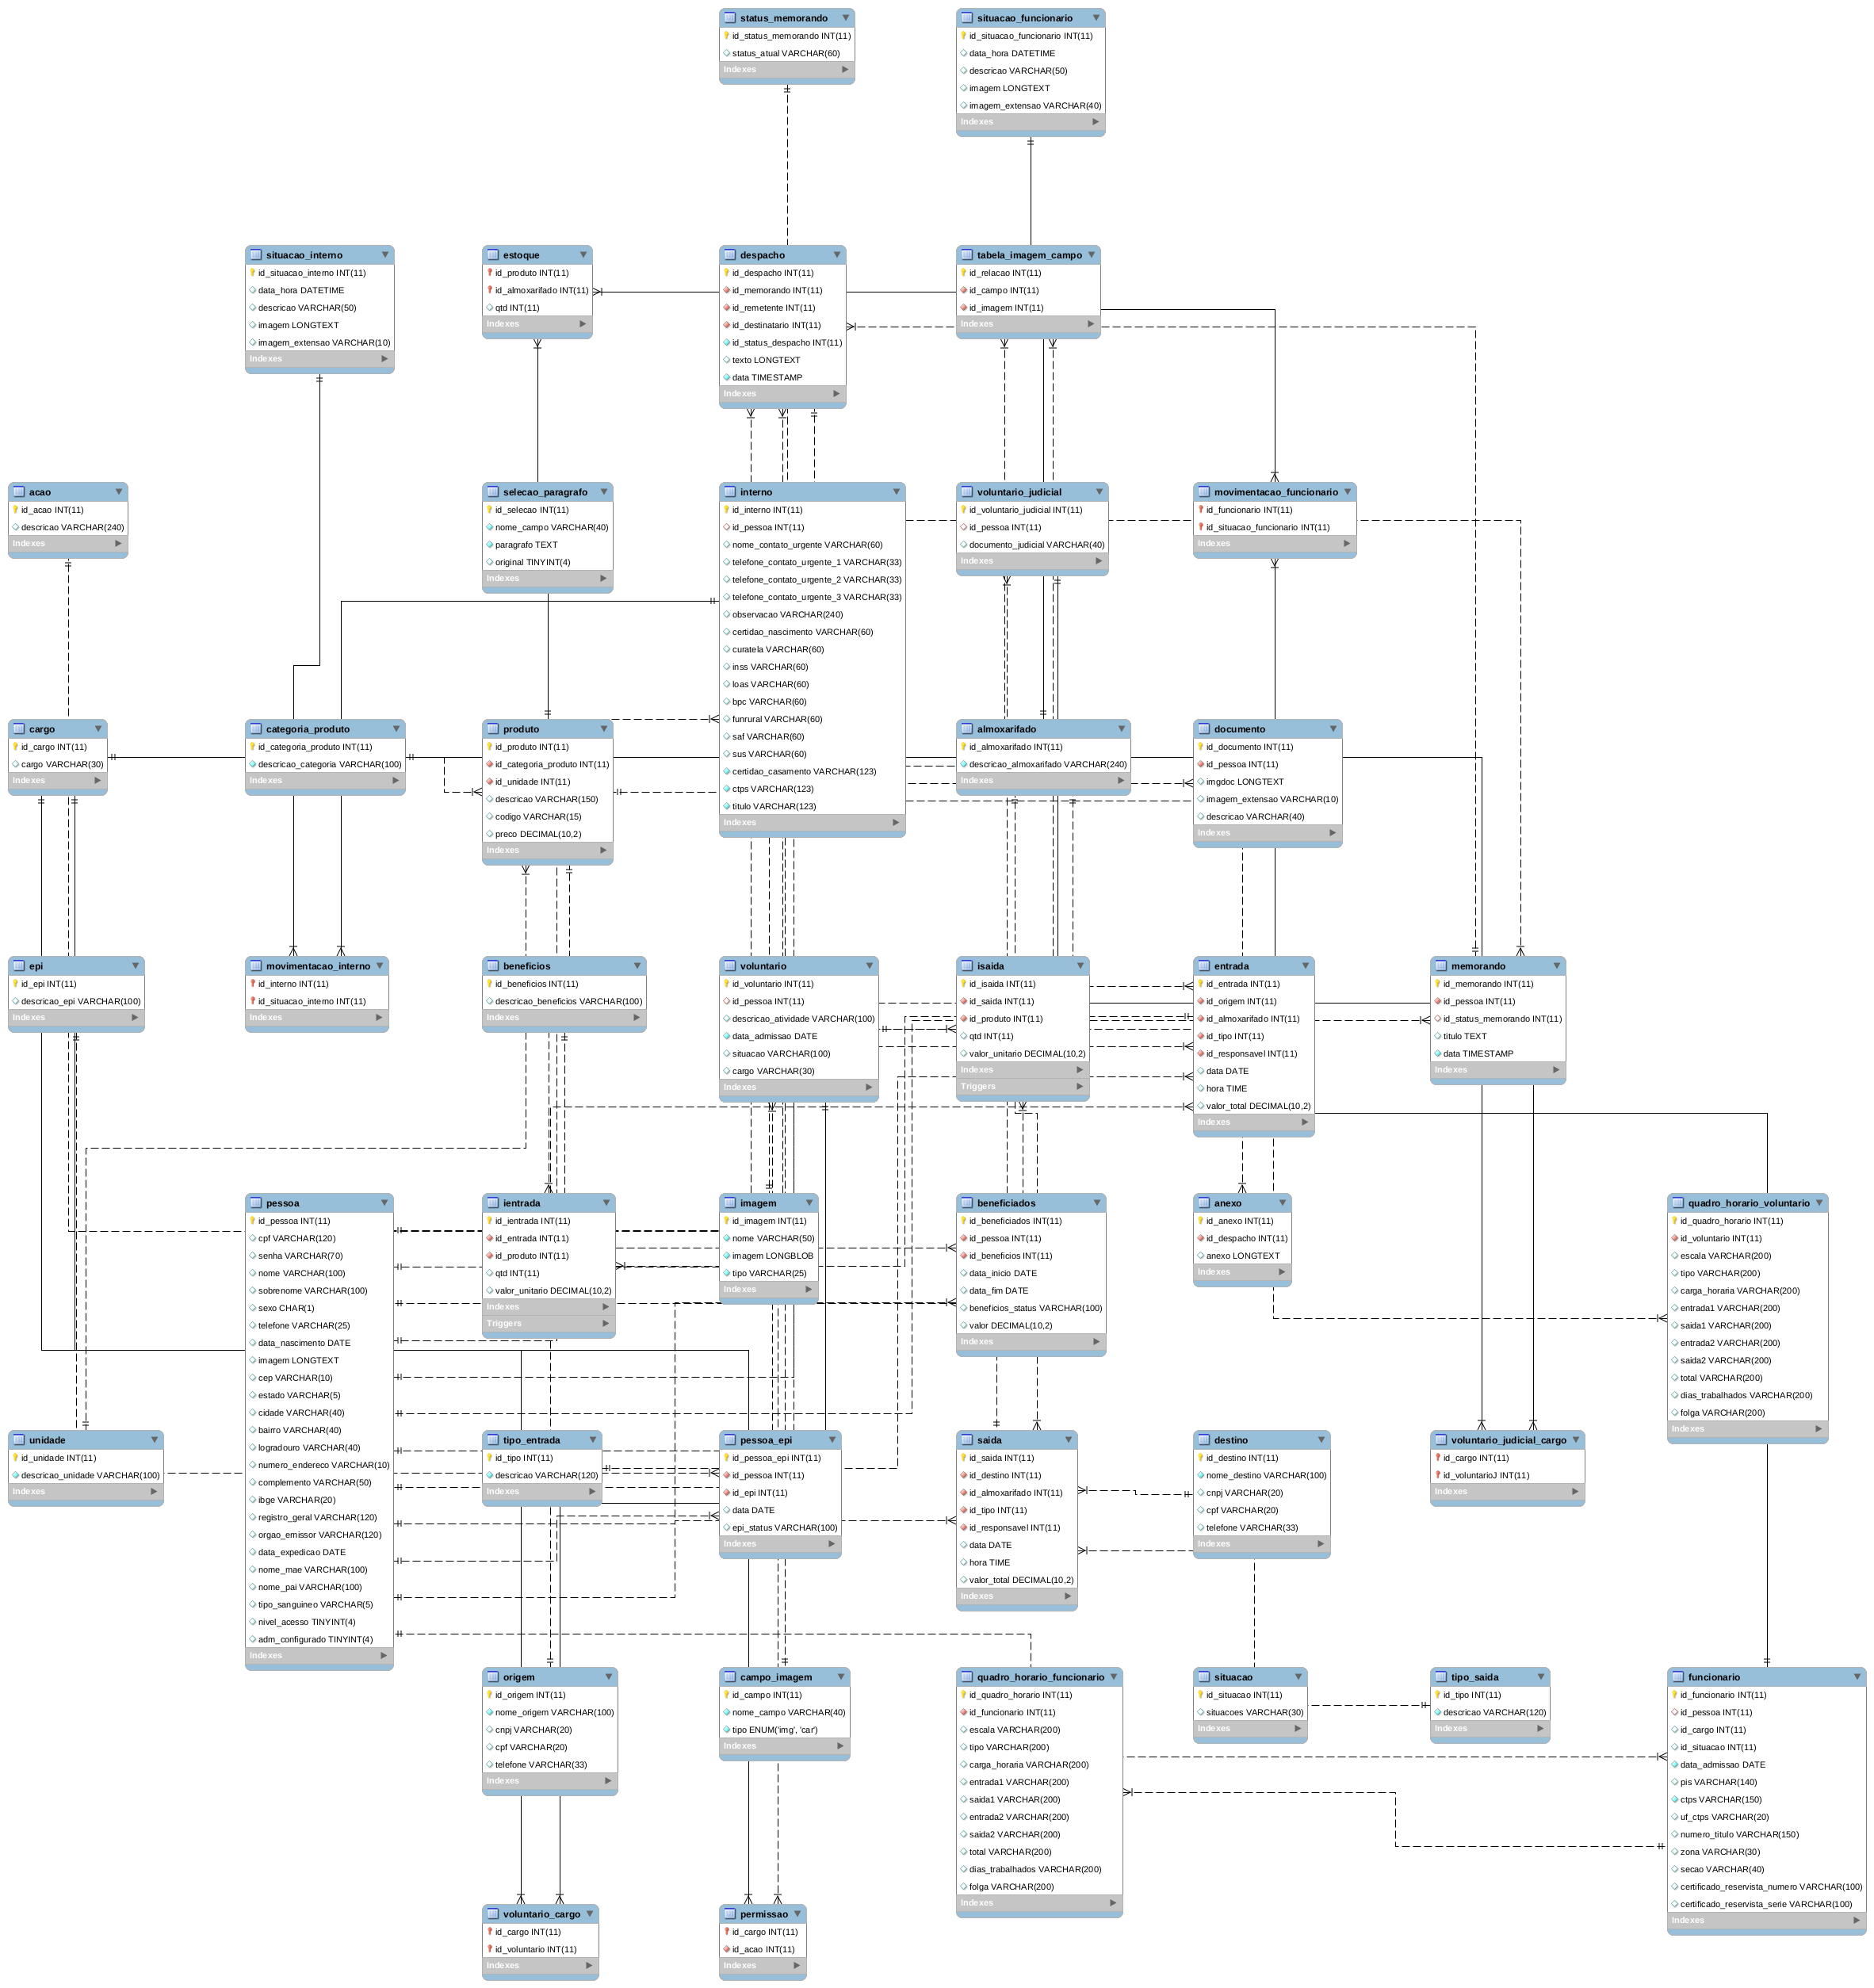 status_memorando
id_status_memorando INT(11)
status_atual VARCHAR(60)
Indexes
situacao_funcionario
id_situacao_funcionario INT(11)
data_hora DATETIME
descricao VARCHAR(50)
imagem LONGTEXT
imagem_extensao VARCHAR(40)
Indexes
situacao_interno
id_situacao_interno INT(11)
data_hora DATETIME
descricao VARCHAR(50)
imagem LONGTEXT
imagem_extensao VARCHAR(10)
Indexes
estoque
id_produto INT(11)
id_almoxarifado INT(11)
qtd INT(11)
Indexes
despacho
id_despacho INT(11)
id_memorando INT(11)
id_remetente INT(11)
id_destinatario INT(11)
id_status_despacho INT(11)
texto LONGTEXT
data TIMESTAMP
Indexes
tabela_imagem_campo
id_relacao INT(11)
id_campo INT(11)
id_imagem INT(11)
Indexes
acao
id_acao INT(11)
descricao VARCHAR(240)
Indexes
selecao_paragrafo
id_selecao INT(11)
nome_campo VARCHAR(40)
paragrafo TEXT
original TINYINT(4)
Indexes
interno
id_interno INT(11)
id_pessoa INT(11)
nome_contato_urgente VARCHAR(60)
telefone_contato_urgente_1 VARCHAR(33)
telefone_contato_urgente_2 VARCHAR(33)
telefone_contato_urgente_3 VARCHAR(33)
observacao VARCHAR(240)
certidao_nascimento VARCHAR(60)
curatela VARCHAR(60)
inss VARCHAR(60)
loas VARCHAR(60)
bpc VARCHAR(60)
funrural VARCHAR(60)
saf VARCHAR(60)
sus VARCHAR(60)
certidao_casamento VARCHAR(123)
ctps VARCHAR(123)
titulo VARCHAR(123)
Indexes
voluntario_judicial
id_voluntario_judicial INT(11)
id_pessoa INT(11)
documento_judicial VARCHAR(40)
Indexes
movimentacao_funcionario
id_funcionario INT(11)
id_situacao_funcionario INT(11)
Indexes
cargo
id_cargo INT(11)
cargo VARCHAR(30)
Indexes
categoria_produto
id_categoria_produto INT(11)
descricao_categoria VARCHAR(100)
Indexes
produto
id_produto INT(11)
id_categoria_produto INT(11)
id_unidade INT(11)
descricao VARCHAR(150)
codigo VARCHAR(15)
preco DECIMAL(10,2)
Indexes
almoxarifado
id_almoxarifado INT(11)
descricao_almoxarifado VARCHAR(240)
Indexes
documento
id_documento INT(11)
id_pessoa INT(11)
imgdoc LONGTEXT
imagem_extensao VARCHAR(10)
descricao VARCHAR(40)
Indexes
epi
id_epi INT(11)
descricao_epi VARCHAR(100)
Indexes
movimentacao_interno
id_interno INT(11)
id_situacao_interno INT(11)
Indexes
beneficios
id_beneficios INT(11)
descricao_beneficios VARCHAR(100)
Indexes
voluntario
id_voluntario INT(11)
id_pessoa INT(11)
descricao_atividade VARCHAR(100)
data_admissao DATE
situacao VARCHAR(100)
cargo VARCHAR(30)
Indexes
isaida
id_isaida INT(11)
id_saida INT(11)
id_produto INT(11)
qtd INT(11)
valor_unitario DECIMAL(10,2)
Indexes
Triggers
entrada
id_entrada INT(11)
id_origem INT(11)
id_almoxarifado INT(11)
id_tipo INT(11)
id_responsavel INT(11)
data DATE
hora TIME
valor_total DECIMAL(10,2)
Indexes
memorando
id_memorando INT(11)
id_pessoa INT(11)
id_status_memorando INT(11)
titulo TEXT
data TIMESTAMP
Indexes
pessoa
id_pessoa INT(11)
cpf VARCHAR(120)
senha VARCHAR(70)
nome VARCHAR(100)
sobrenome VARCHAR(100)
sexo CHAR(1)
telefone VARCHAR(25)
data_nascimento DATE
imagem LONGTEXT
cep VARCHAR(10)
estado VARCHAR(5)
cidade VARCHAR(40)
bairro VARCHAR(40)
logradouro VARCHAR(40)
numero_endereco VARCHAR(10)
complemento VARCHAR(50)
ibge VARCHAR(20)
registro_geral VARCHAR(120)
orgao_emissor VARCHAR(120)
data_expedicao DATE
nome_mae VARCHAR(100)
nome_pai VARCHAR(100)
tipo_sanguineo VARCHAR(5)
nivel_acesso TINYINT(4)
adm_configurado TINYINT(4)
Indexes
ientrada
id_ientrada INT(11)
id_entrada INT(11)
id_produto INT(11)
qtd INT(11)
valor_unitario DECIMAL(10,2)
Indexes
Triggers
imagem
id_imagem INT(11)
nome VARCHAR(50)
imagem LONGBLOB
tipo VARCHAR(25)
Indexes
beneficiados
id_beneficiados INT(11)
id_pessoa INT(11)
id_beneficios INT(11)
data_inicio DATE
data_fim DATE
beneficios_status VARCHAR(100)
valor DECIMAL(10,2)
Indexes
anexo
id_anexo INT(11)
id_despacho INT(11)
anexo LONGTEXT
Indexes
quadro_horario_voluntario
id_quadro_horario INT(11)
id_voluntario INT(11)
escala VARCHAR(200)
tipo VARCHAR(200)
carga_horaria VARCHAR(200)
entrada1 VARCHAR(200)
saida1 VARCHAR(200)
entrada2 VARCHAR(200)
saida2 VARCHAR(200)
total VARCHAR(200)
dias_trabalhados VARCHAR(200)
folga VARCHAR(200)
Indexes
unidade
id_unidade INT(11)
descricao_unidade VARCHAR(100)
Indexes
tipo_entrada
id_tipo INT(11)
descricao VARCHAR(120)
Indexes
pessoa_epi
id_pessoa_epi INT(11)
id_pessoa INT(11)
id_epi INT(11)
data DATE
epi_status VARCHAR(100)
Indexes
saida
id_saida INT(11)
id_destino INT(11)
id_almoxarifado INT(11)
id_tipo INT(11)
id_responsavel INT(11)
data DATE
hora TIME
valor_total DECIMAL(10,2)
Indexes
destino
id_destino INT(11)
nome_destino VARCHAR(100)
cnpj VARCHAR(20)
cpf VARCHAR(20)
telefone VARCHAR(33)
Indexes
voluntario_judicial_cargo
id_cargo INT(11)
id_voluntarioJ INT(11)
Indexes
origem
id_origem INT(11)
nome_origem VARCHAR(100)
cnpj VARCHAR(20)
cpf VARCHAR(20)
telefone VARCHAR(33)
Indexes
campo_imagem
id_campo INT(11)
nome_campo VARCHAR(40)
tipo ENUM('img', 'car')
Indexes
quadro_horario_funcionario
id_quadro_horario INT(11)
id_funcionario INT(11)
escala VARCHAR(200)
tipo VARCHAR(200)
carga_horaria VARCHAR(200)
entrada1 VARCHAR(200)
saida1 VARCHAR(200)
entrada2 VARCHAR(200)
saida2 VARCHAR(200)
total VARCHAR(200)
dias_trabalhados VARCHAR(200)
folga VARCHAR(200)
Indexes
situacao
id_situacao INT(11)
situacoes VARCHAR(30)
Indexes
tipo_saida
id_tipo INT(11)
descricao VARCHAR(120)
Indexes
funcionario
id_funcionario INT(11)
id_pessoa INT(11)
id_cargo INT(11)
id_situacao INT(11)
data_admissao DATE
pis VARCHAR(140)
ctps VARCHAR(150)
uf_ctps VARCHAR(20)
numero_titulo VARCHAR(150)
zona VARCHAR(30)
secao VARCHAR(40)
certificado_reservista_numero VARCHAR(100)
certificado_reservista_serie VARCHAR(100)
Indexes
voluntario_cargo
id_cargo INT(11)
id_voluntario INT(11)
Indexes
permissao
id_cargo INT(11)
id_acao INT(11)
Indexes